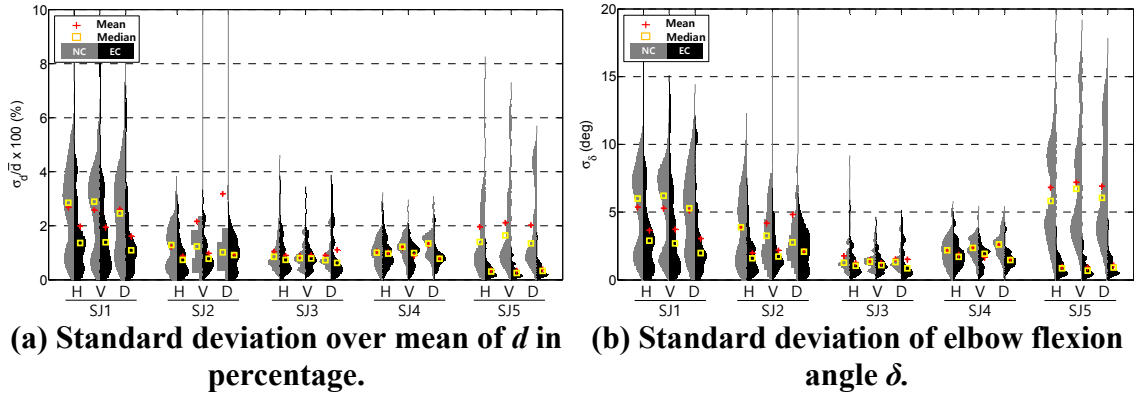 10
8
6
4
2
0
σd/d̄ x 100 (%)
+ Mean
Median
NC EC
H V D H V D H V D H V D H V D
SJ1 SJ2 SJ3 SJ4 SJ5
(a) Standard deviation over mean of d in
percentage.
20
15
10
5
0
σδ (deg)
+ Mean
Median
NC EC
H V D H V D H V D H V D H V D
SJ1 SJ2 SJ3 SJ4 SJ5
(b) Standard deviation of elbow flexion
angle δ.